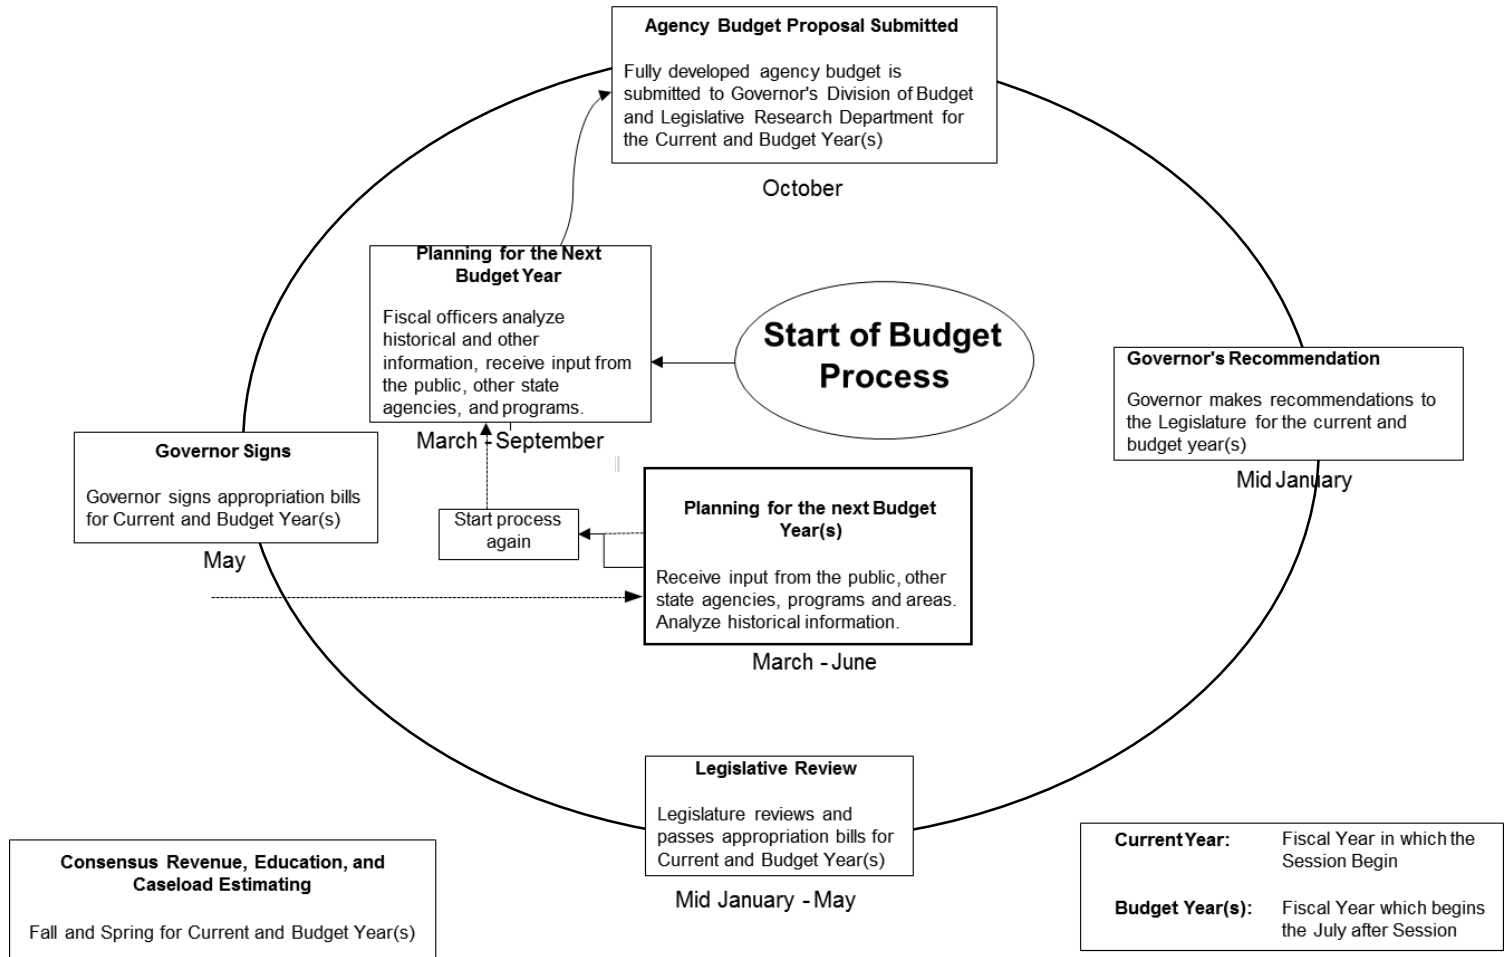 Agency Budget Proposal Submitted
Fully developed agency budget is
submitted to Governor's Division of Budget
and Legislative Research Department for
the Current and Budget Year(s)
October
Planning for the Next
Budget Year
Fiscal officers analyze
historical and other
information, receive input from
the public, other state
agencies, and programs.
March - September
Start of Budget
Process
Governor's Recommendation
Governor makes recommendations to
the Legislature for the current and
budget year(s)
Mid January
Governor Signs
Governor signs appropriation bills
for Current and Budget Year(s)
May
Start process
again
Planning for the next Budget
Year(s)
Receive input from the public, other
state agencies, programs and areas.
Analyze historical information.
March - June
Legislative Review
Legislature reviews and
passes appropriation bills for
Current and Budget Year(s)
Mid January - May
Consensus Revenue, Education, and
Caseload Estimating
Fall and Spring for Current and Budget Year(s)
Current Year: Fiscal Year in which the
Session Begin
Budget Year(s): Fiscal Year which begins
the July after Session